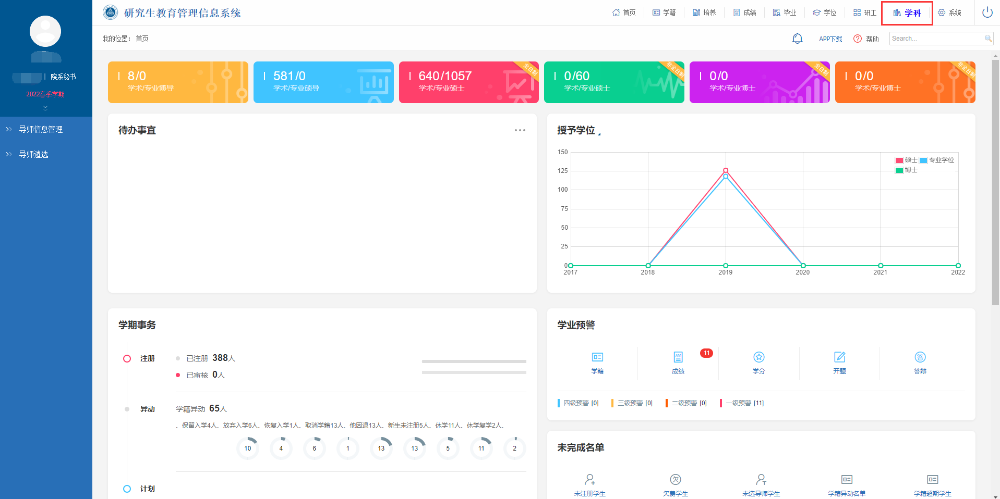 研究生教育管理信息系统
首页
学籍
培养
成绩
毕业
学位
研工
学科
系统
院系秘书
2022春季学期
导师信息管理
导师遴选
我的位置： 首页
APP下载
帮助
Search...
8/0
学术/专业博导
581/0
学术/专业硕导
640/1057
学术/专业硕士
全日制
0/60
学术/专业硕士
非全日制
0/0
学术/专业博士
全日制
0/0
学术/专业博士
非全日制
待办事宜
授予学位
硕士 专业学位
博士
150
125
100
75
50
25
0
2017 2018 2019 2020 2021 2022
学期事务
注册
已注册 388人
已审核 0人
异动
学籍异动 65人
、保留入学4人、放弃入学6人、恢复入学1人、取消学籍13人、他因退13人、新生未注册5人、休学11人、休学复学2人、
10 4 6 1 13 13 5 11 2
计划
学业预警
学籍
成绩
11
学分
开题
答
答辩
四级预警 [0] 三级预警 [0] 二级预警 [0] 一级预警 [11]
未完成名单
未注册学生
欠
欠费学生
未选导师学生
学籍异动名单
学籍超期学生